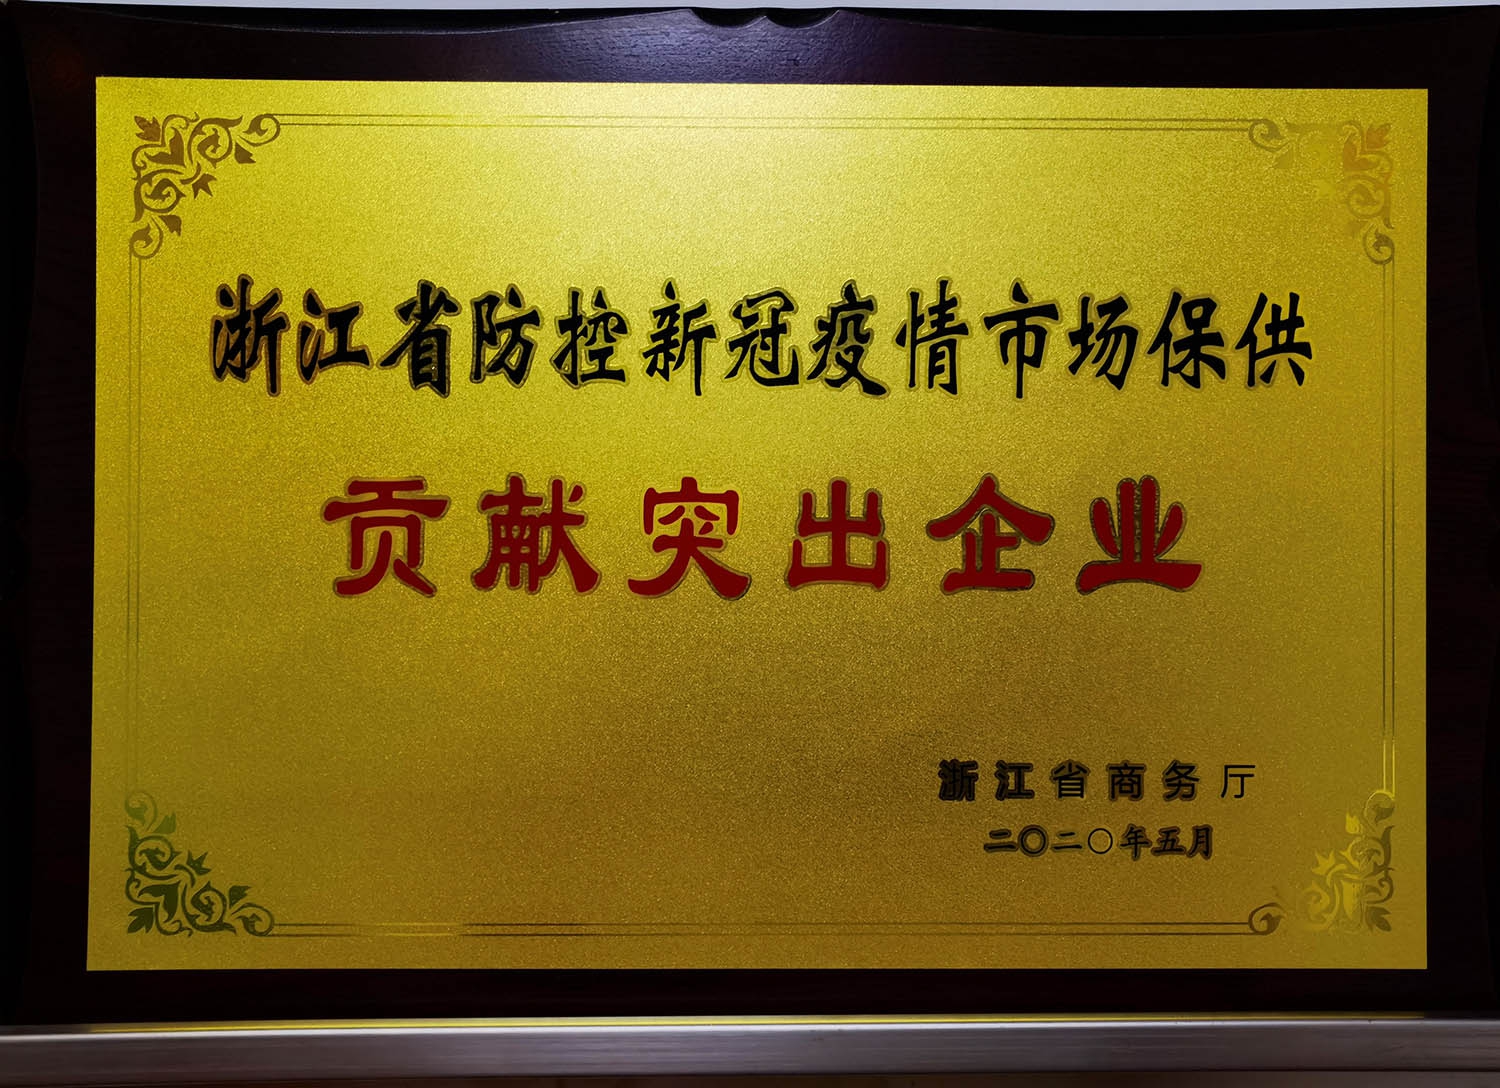 浙江省防控新冠疫情市场保供
贡献突出企业
浙江省商务厅
二〇二〇年五月